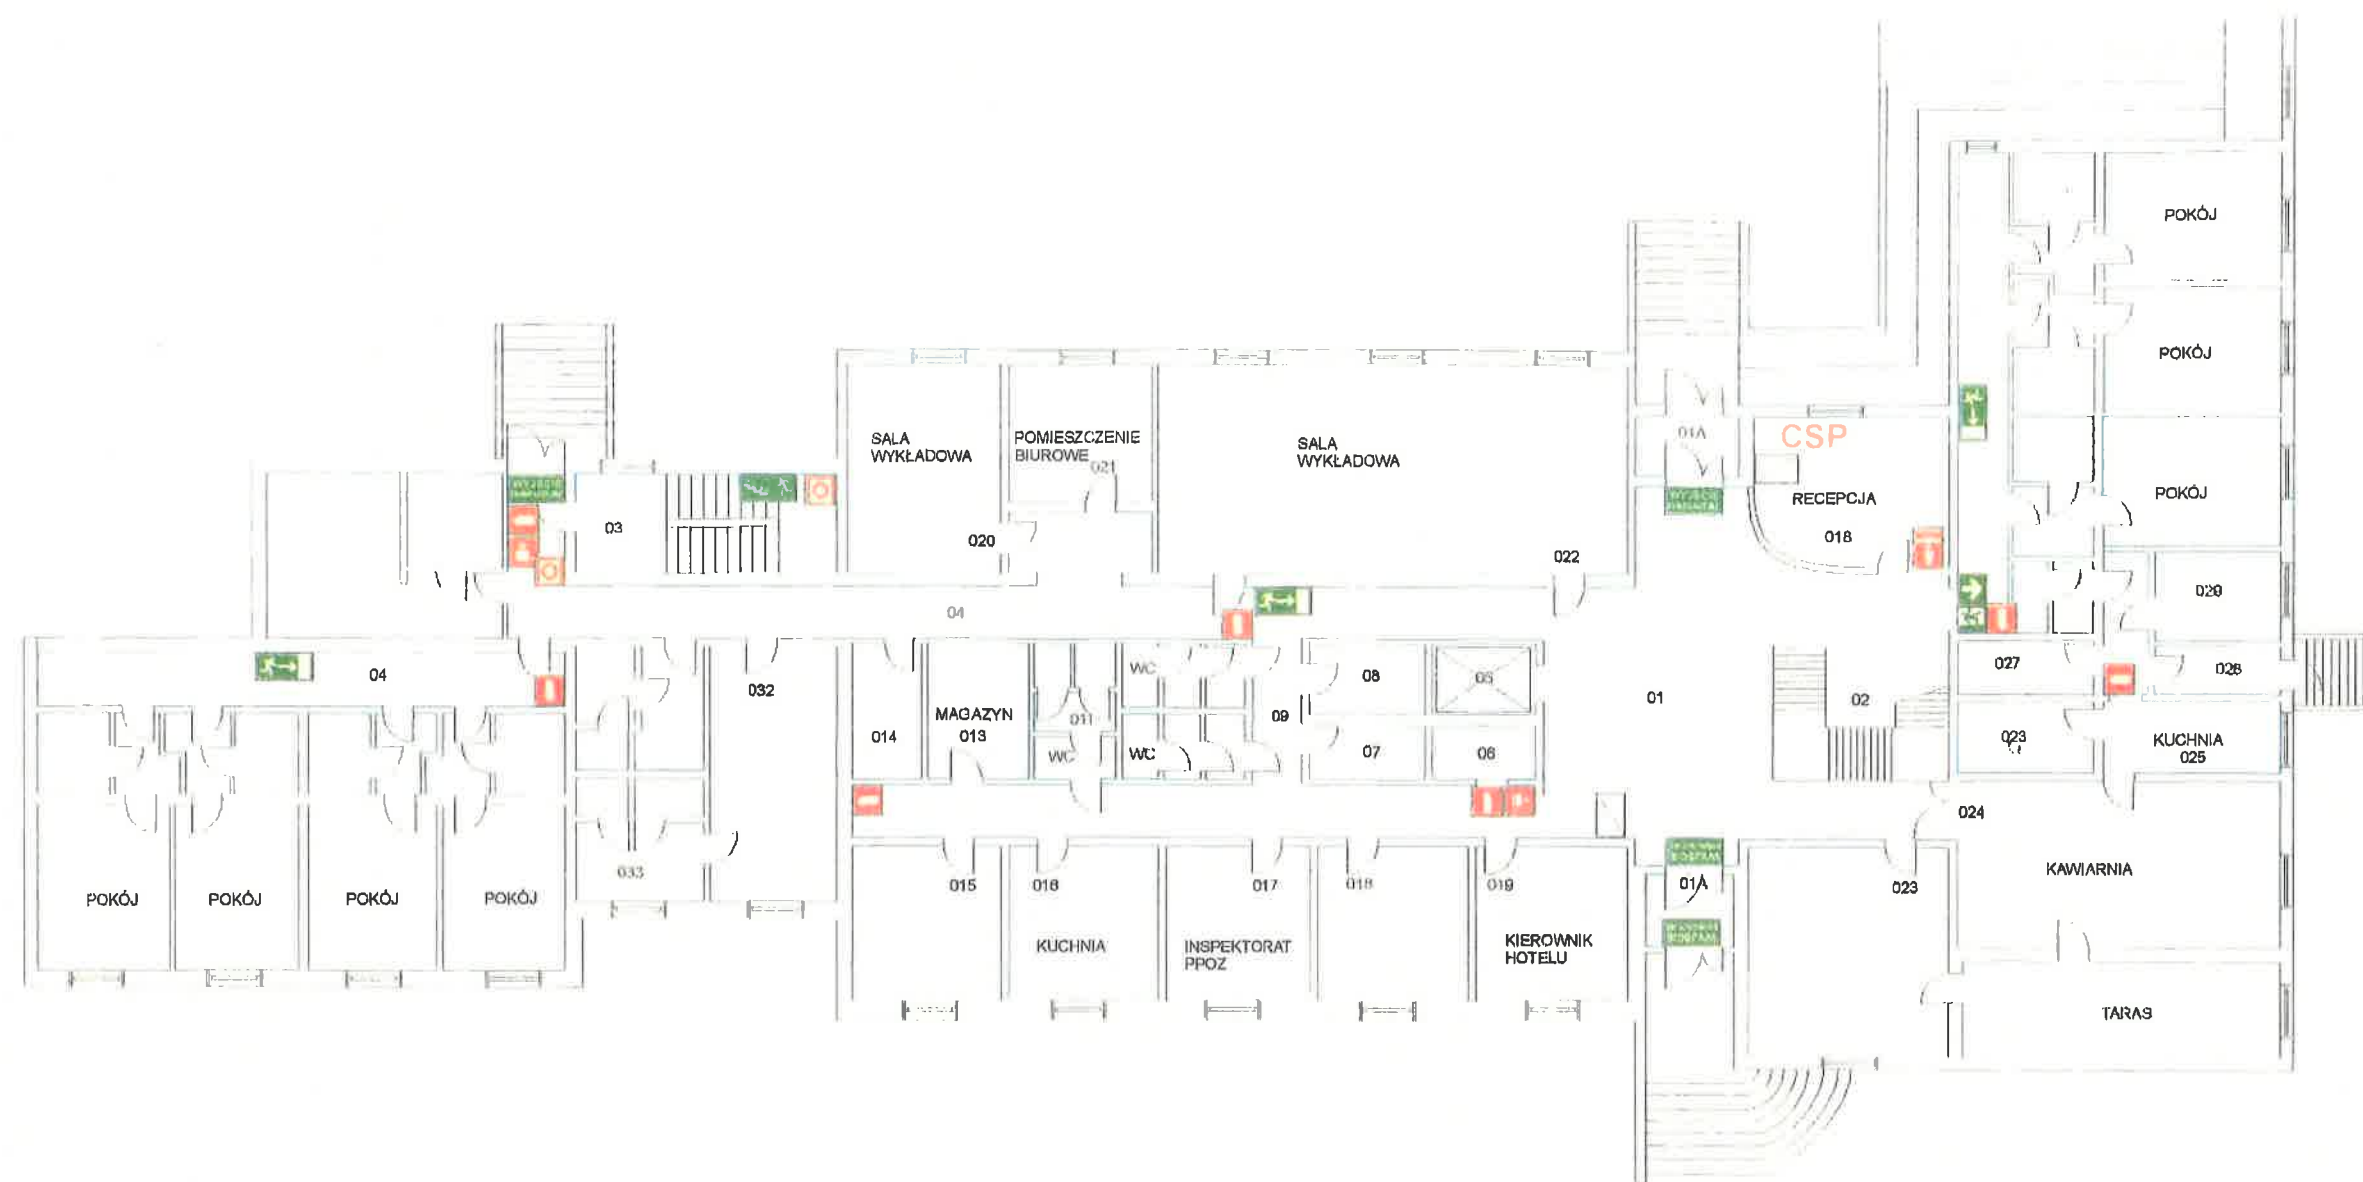 POKÓJ
POKÓJ
CSP
01A
SALA
WYKŁADOWA
POMIESZCZENIE
BIUROWE
021
SALA
WYKŁADOWA
RECEPCJA
018
POKÓJ
03
020
022
029
04
04
032
014
MAGAZYN
013
011
WC
WC
WC
09
08
07
05
06
01
02
027
028
023
KUCHNIA
025
024
KAWIARNIA
033
POKÓJ
POKÓJ
POKÓJ
POKÓJ
015
016
017
018
019
01A
023
KUCHNIA
INSPEKTORAT
PPOZ
KIEROWNIK
HOTELU
TARAS